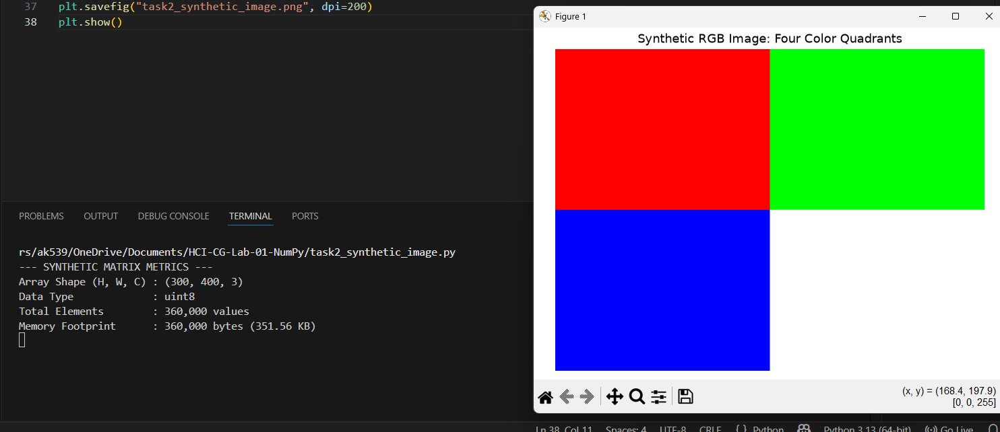 37 plt.savefig("task2_synthetic_image.png", dpi=200)
38 plt.show()
Figure 1
Synthetic RGB Image: Four Color Quadrants
PROBLEMS OUTPUT DEBUG CONSOLE TERMINAL PORTS
rs/ak539/OneDrive/Documents/HCI-CG-Lab-01-NumPy/task2_synthetic_image.py
--- SYNTHETIC MATRIX METRICS ---
Array Shape (H, W, C) : (300, 400, 3)
Data Type : uint8
Total Elements : 360,000 values
Memory Footprint : 360,000 bytes (351.56 KB)
(x, y) = (168.4, 197.9)
[0, 0, 255]
Ln 38, Col 11 Spaces: 4 UTF-8 CRLF { } Python Python 3.13 (64-bit) Go Live